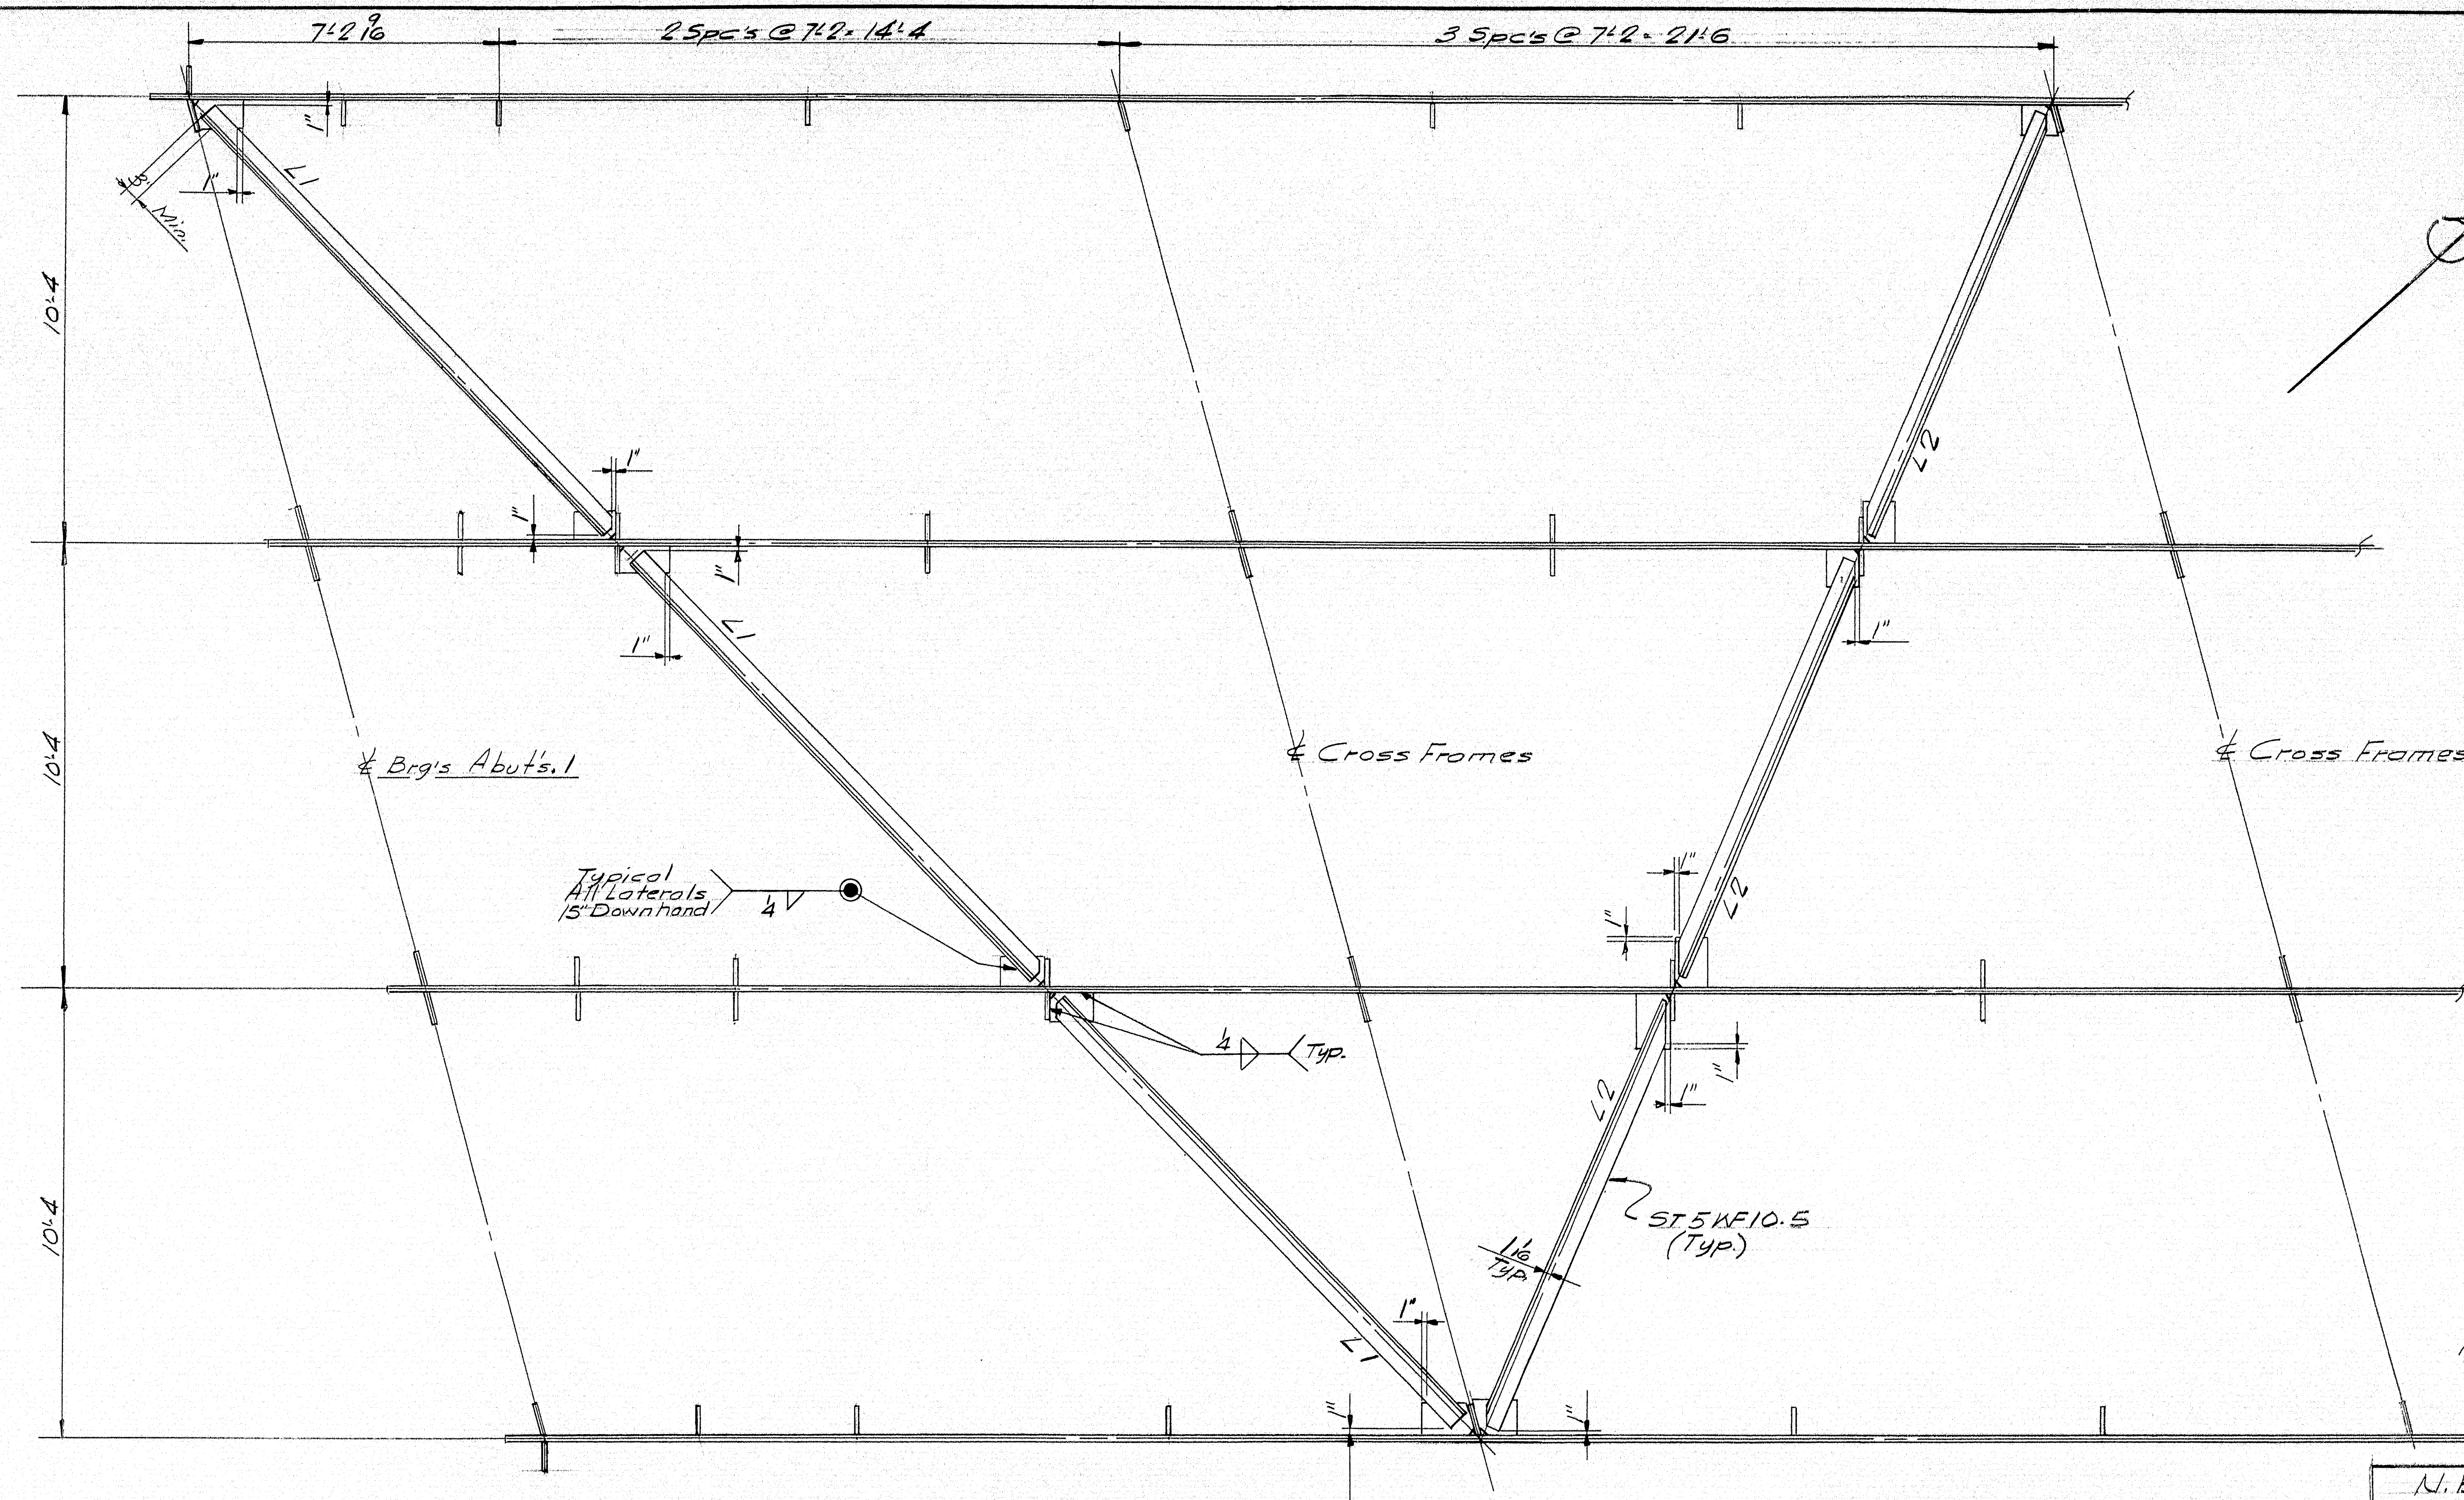 7'-2 9/16
2 Spc's @ 7'-2 = 14'-4
3 Spc's @ 7'-2 = 21'-6
1"
3"
Min.
1"
L1
10'-4
L2
1"
1"
1"
1"
L1
1"
10'-4
℄ Brg's Abut's. 1
℄ Cross Frames
℄ Cross Frames
Typical
All Laterals
15" Downhand
1/4
1"
L2
1"
1/4
Typ.
1"
L2
1"
10'-4
ST 5 WF 10.5
(Typ.)
1 1/16
Typ.
1"
L1
1"
1"